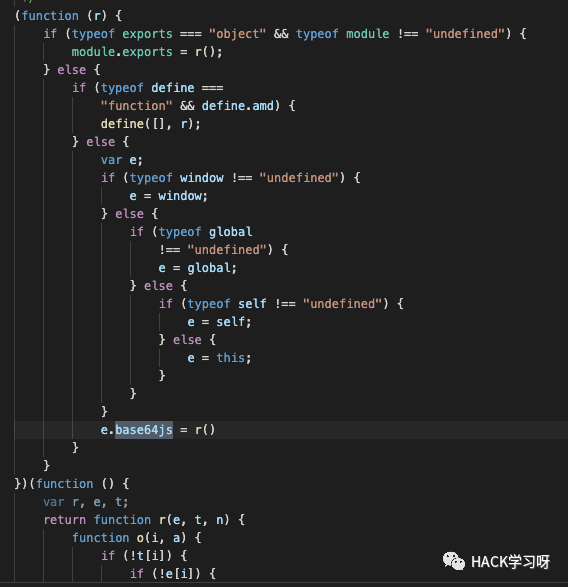 (function (r) {
    if (typeof exports === "object" && typeof module !== "undefined") {
        module.exports = r();
    } else {
        if (typeof define ===
            "function" && define.amd) {
            define([], r);
        } else {
            var e;
            if (typeof window !== "undefined") {
                e = window;
            } else {
                if (typeof global
                    !== "undefined") {
                    e = global;
                } else {
                    if (typeof self !== "undefined") {
                        e = self;
                    } else {
                        e = this;
                    }
                }
            }
            e.base64js = r()
        }
    }
})(function () {
    var r, e, t;
    return function r(e, t, n) {
        function o(i, a) {
            if (!t[i]) {
                if (!e[i]) {
HACK学习呀